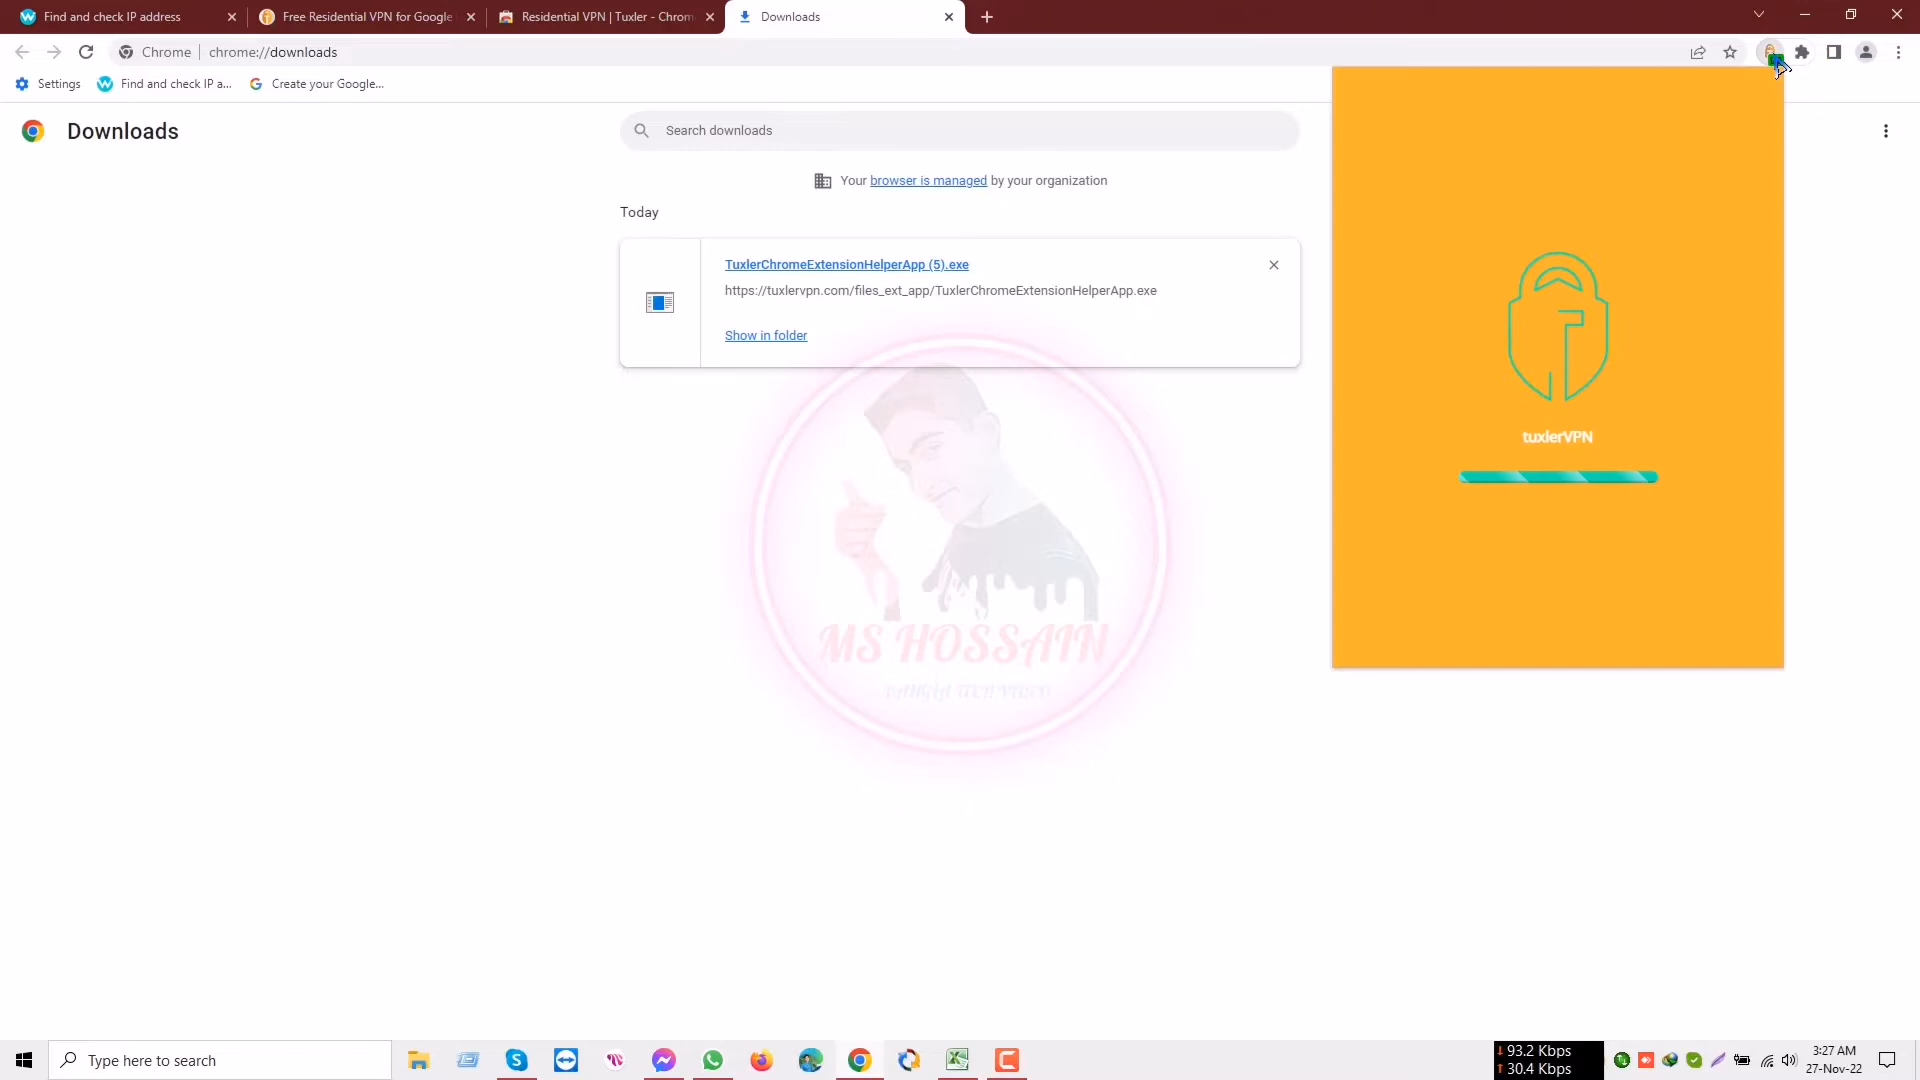 Find and check IP address
Free Residential VPN for Google
Residential VPN | Tuxler - Chrom
Downloads
Chrome
chrome://downloads
Settings
Find and check IP a...
Create your Google...
Downloads
Search downloads
Your browser is managed by your organization
Today
TuxlerChromeExtensionHelperApp (5).exe
https://tuxlervpn.com/files_ext_app/TuxlerChromeExtensionHelperApp.exe
Show in folder
tuxlerVPN
MS HOSSAIN
BANGLA TECH VIDEO
Type here to search
93.2 Kbps
30.4 Kbps
3:27 AM
27-Nov-22